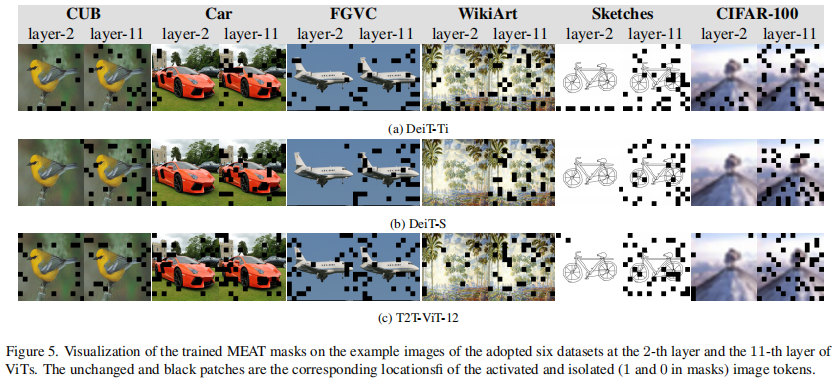 CUB Car FGVC WikiArt Sketches CIFAR-100
layer-2 layer-11 layer-2 layer-11 layer-2 layer-11 layer-2 layer-11 layer-2 layer-11 layer-2 layer-11
(a) DeiT-Ti
(b) DeiT-S
(c) T2T-ViT-12
Figure 5. Visualization of the trained MEAT masks on the example images of the adopted six datasets at the 2-th layer and the 11-th layer of
ViTs. The unchanged and black patches are the corresponding locationsfi of the activated and isolated (1 and 0 in masks) image tokens.